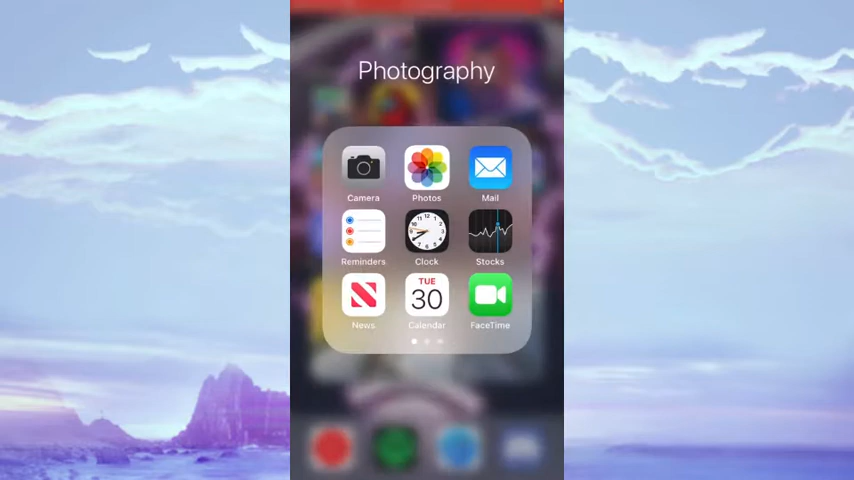 Photography
Camera Photos Mail
Reminders Clock Stocks
TUE
30
News Calendar FaceTime